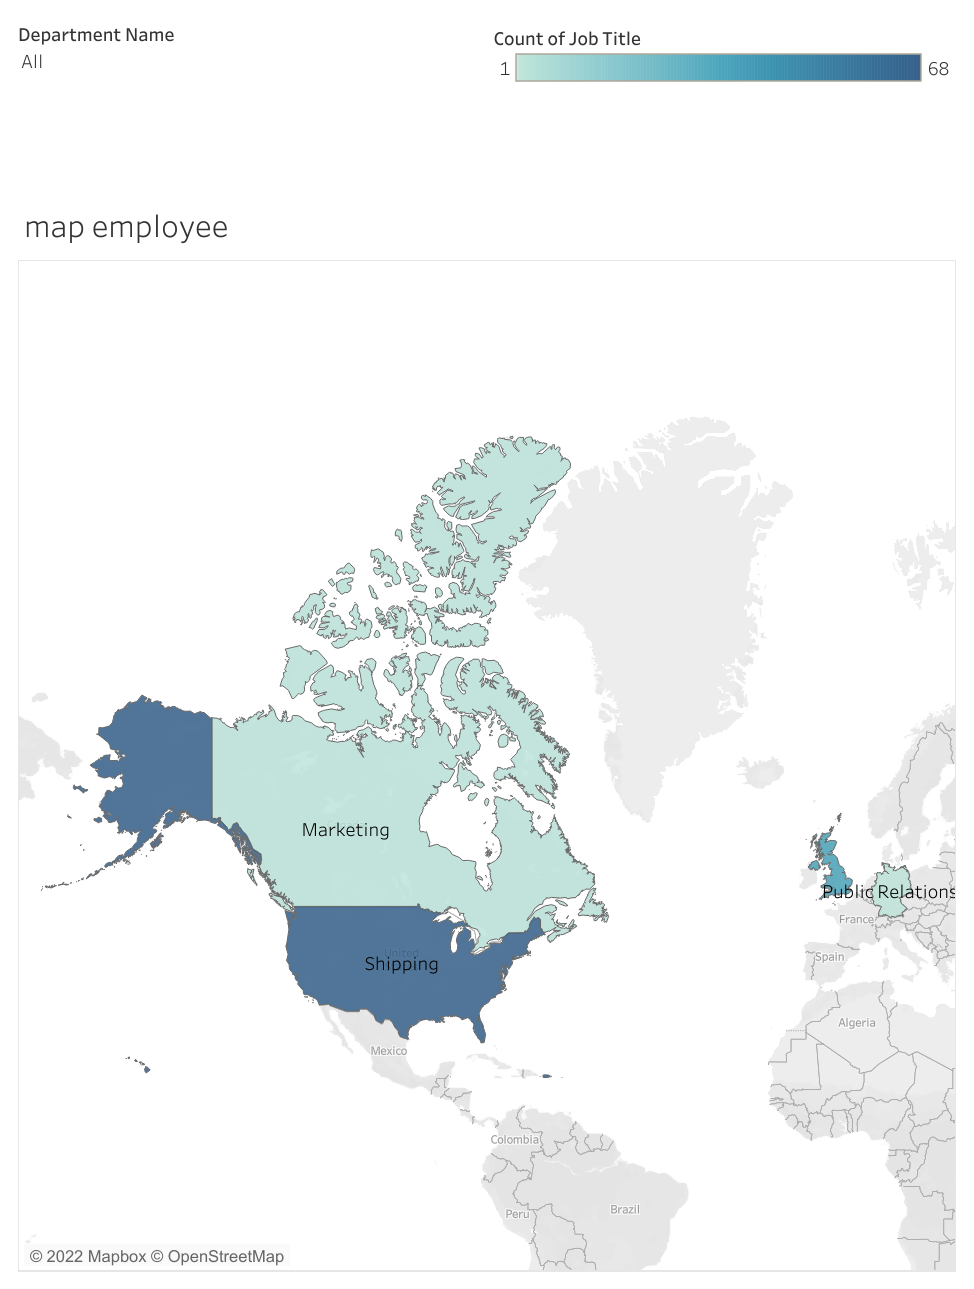 Department Name
All
Count of Job Title
1
68
map employee
Marketing
Public Relations
France
United
Shipping
Spain
Algeria
Mexico
Colombia
Peru
Brazil
© 2022 Mapbox © OpenStreetMap